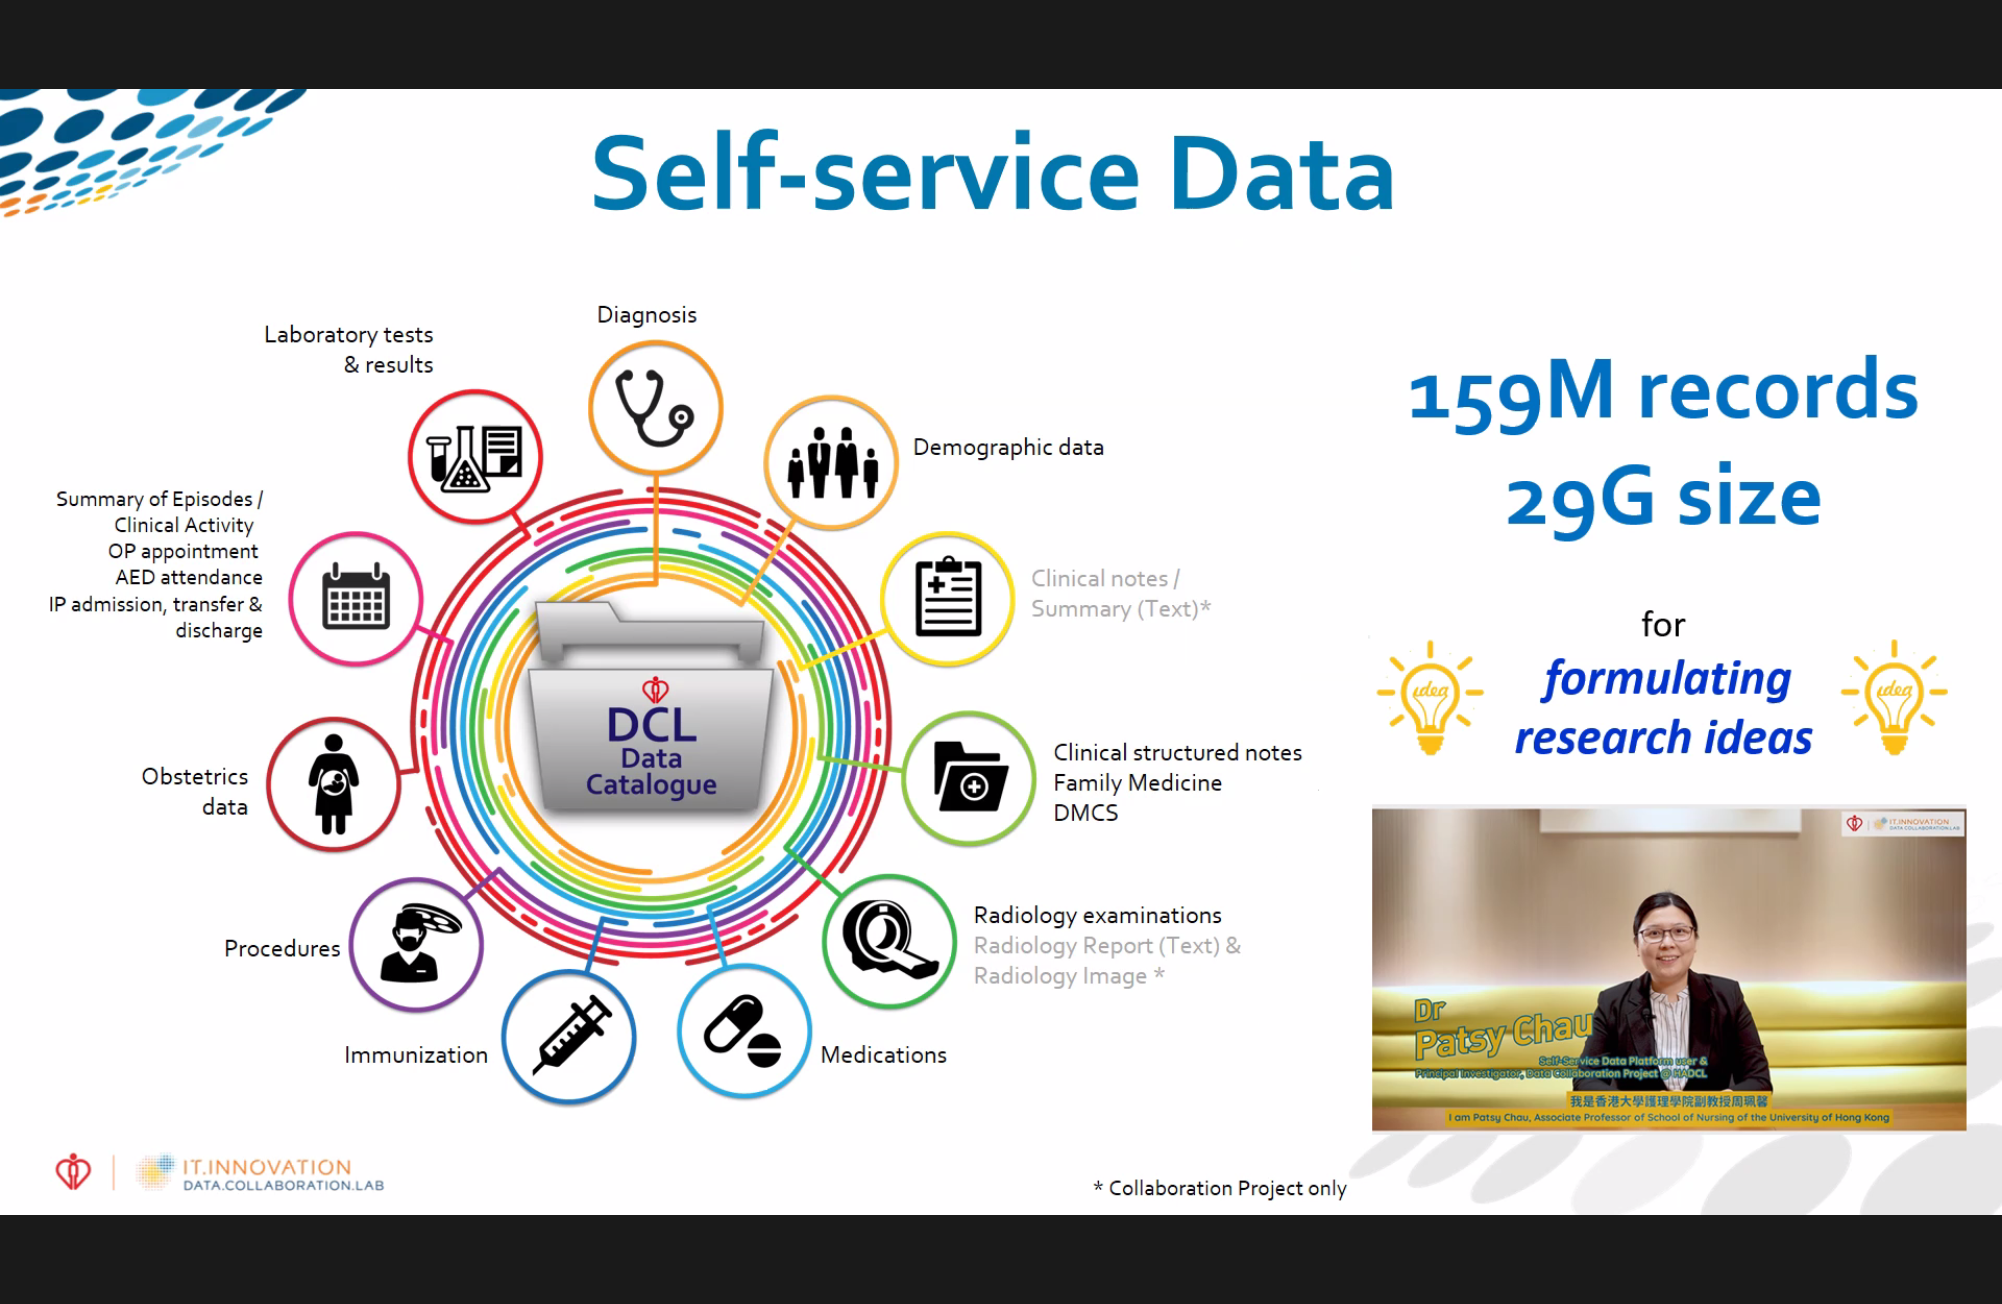 Self-service Data
Diagnosis
Laboratory tests
& results
Demographic data
Summary of Episodes /
Clinical Activity
OP appointment
AED attendance
IP admission, transfer &
discharge
Clinical notes /
Summary (Text)*
Obstetrics
data
DCL
Data
Catalogue
Clinical structured notes
Family Medicine
DMCS
Procedures
Radiology examinations
Radiology Report (Text) &
Radiology Image *
Immunization
Medications
159M records
29G size
for
formulating
research ideas
idea
idea
IT.INNOVATION
DATA.COLLABORATION.LAB
Dr
Patsy Chau
Self-Service Data Platform user &
Principal Investigator, Data Collaboration Project @ HADCL
我是香港大學護理學院副教授周珮馨
I am Patsy Chau, Associate Professor of School of Nursing of the University of Hong Kong
IT.INNOVATION
DATA.COLLABORATION.LAB
* Collaboration Project only